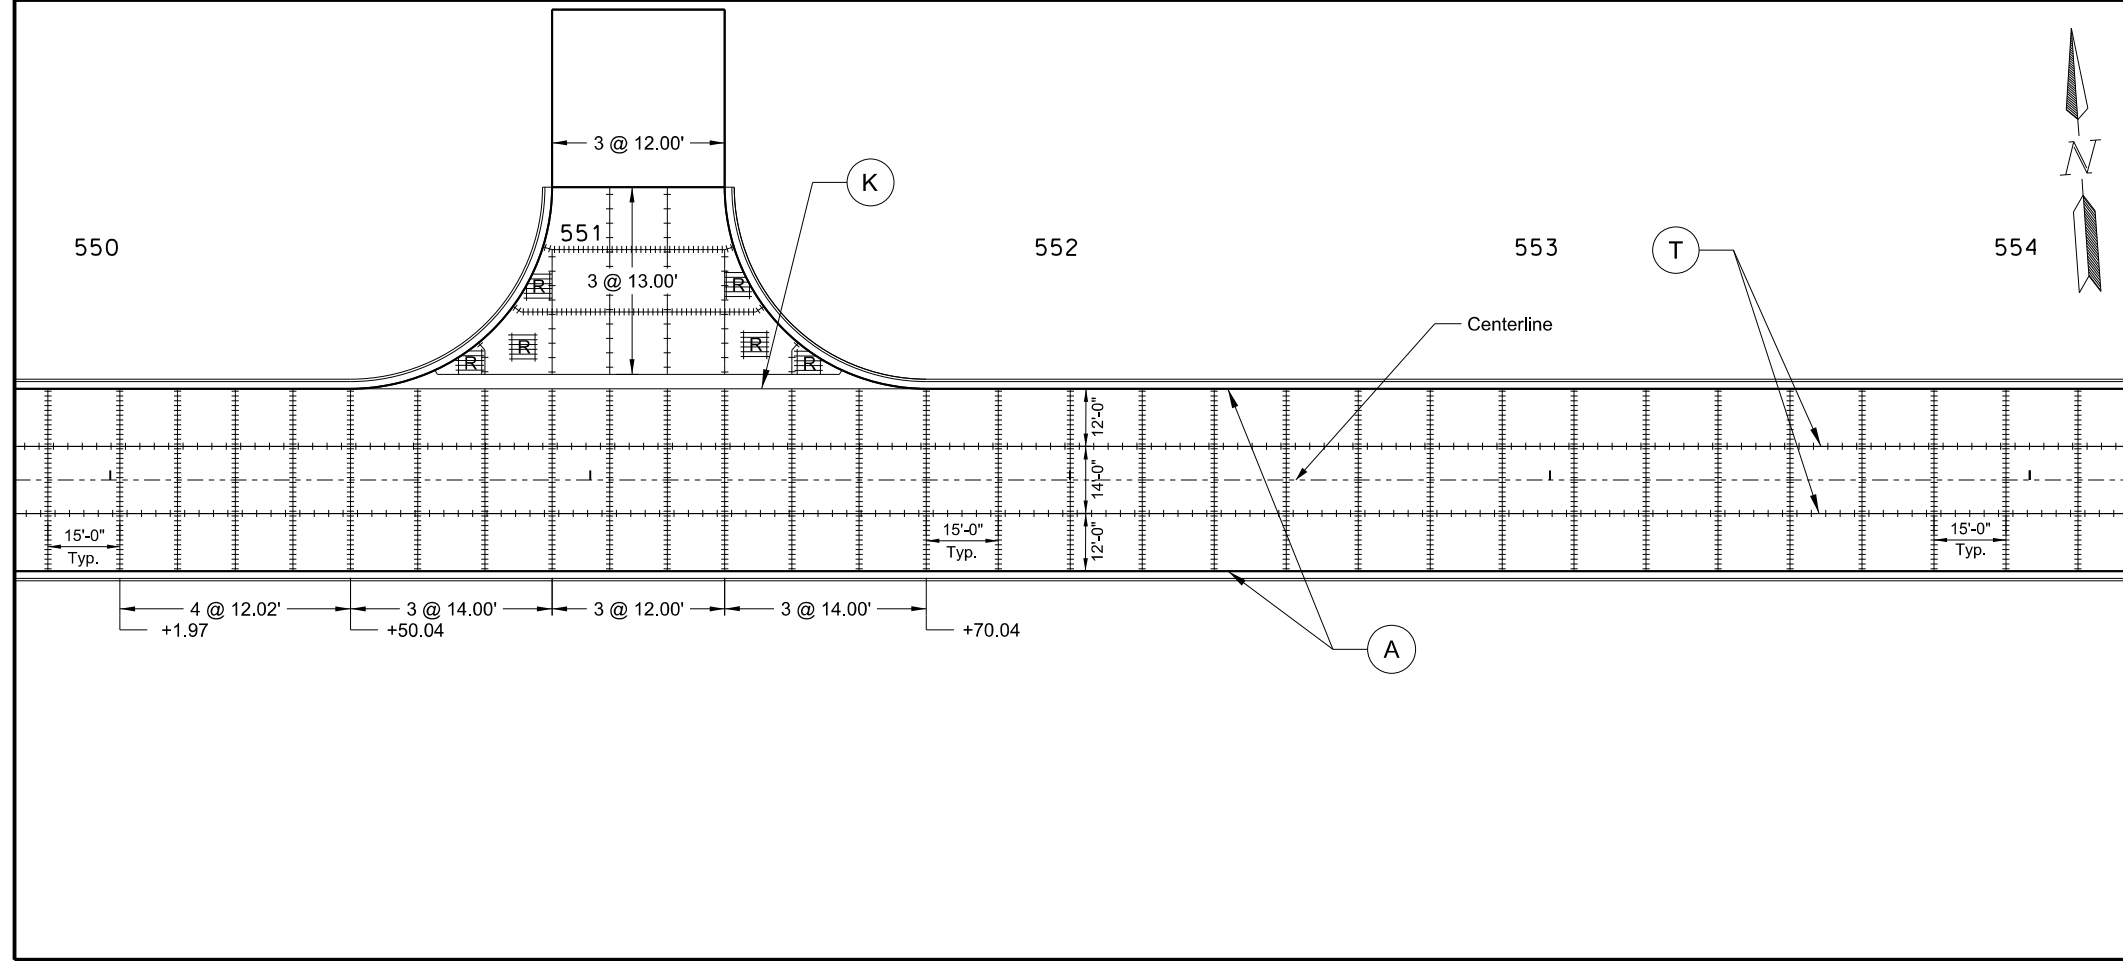 3 @ 12.00'
N
K
550
551
552
553
T
554
3 @ 13.00'
R
R
Centerline
R
R
R
R
12'-0"
14'-0"
12'-0"
15'-0"
Typ.
15'-0"
Typ.
15'-0"
Typ.
4 @ 12.02'
3 @ 14.00'
3 @ 12.00'
3 @ 14.00'
+1.97
+50.04
+70.04
A